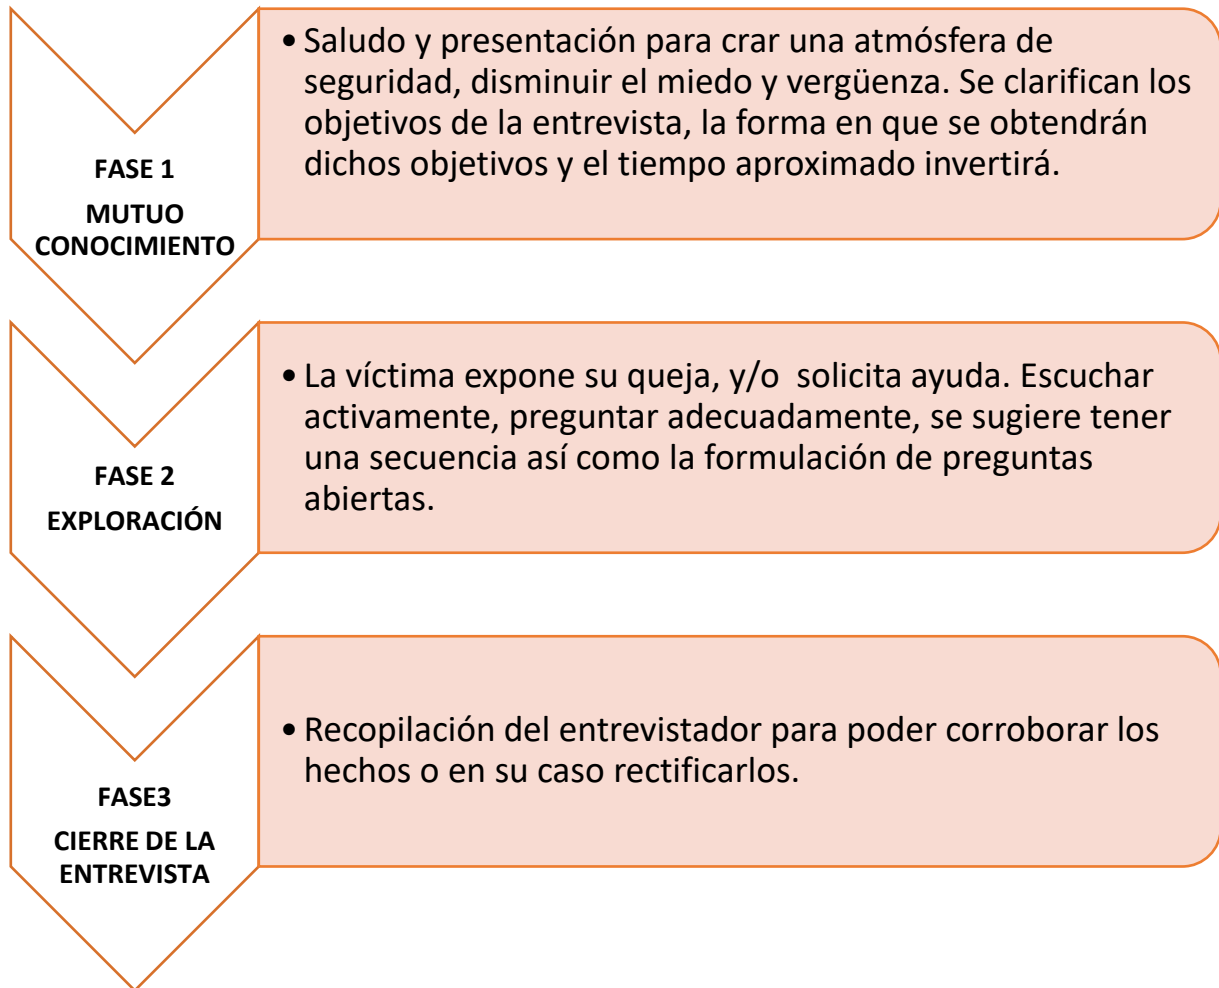 FASE 1
MUTUO
CONOCIMIENTO
• Saludo y presentación para crar una atmósfera de
seguridad, disminuir el miedo y vergüenza. Se clarifican los
objetivos de la entrevista, la forma en que se obtendrán
dichos objetivos y el tiempo aproximado invertirá.
FASE 2
EXPLORACIÓN
• La víctima expone su queja, y/o  solicita ayuda. Escuchar
activamente, preguntar adecuadamente, se sugiere tener
una secuencia así como la formulación de preguntas
abiertas.
FASE3
CIERRE DE LA
ENTREVISTA
• Recopilación del entrevistador para poder corroborar los
hechos o en su caso rectificarlos.